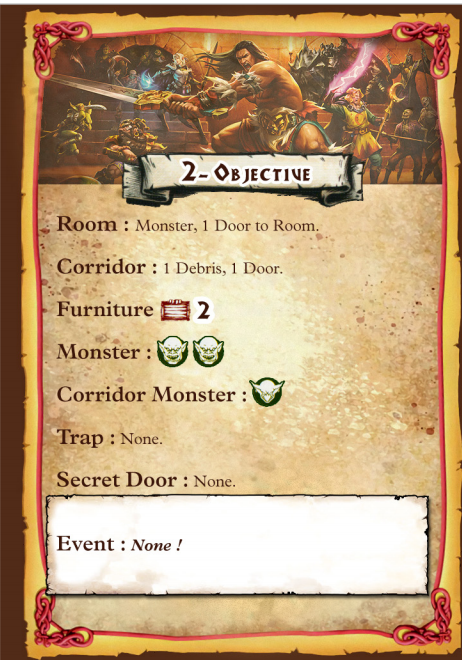 2- Objective
Room : Monster, 1 Door to Room.
Corridor : 1 Debris, 1 Door.
Furniture 2
Monster :
Corridor Monster :
Trap : None.
Secret Door : None.
Event : None !